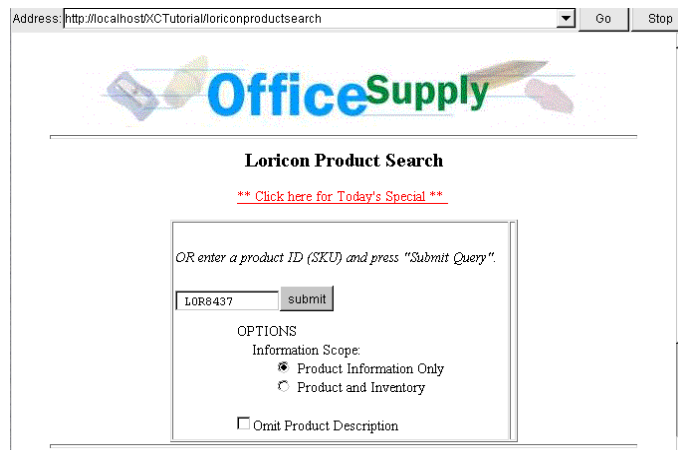 Address: http://localhost/XCTutorial/loriconproductsearch Go Stop
OfficeSupply
Loricon Product Search
** Click here for Today's Special **
OR enter a product ID (SKU) and press "Submit Query".
LOR8437 submit
OPTIONS
Information Scope:
Product Information Only
Product and Inventory
Omit Product Description